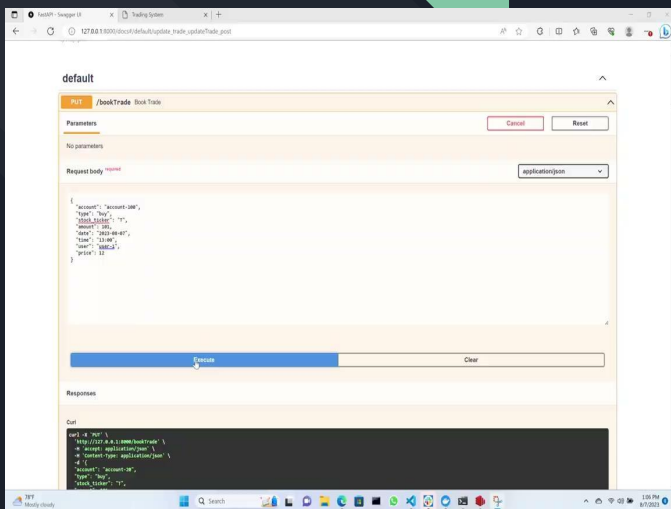 FastAPI - Swagger UI
Trading System
127.0.0.1:8000/docs#/default/update_trade_updateTrade_post
default
PUT /bookTrade Book Trade
Parameters
Cancel
Reset
No parameters
Request body required
application/json
{
"account": "account-100",
"type": "buy",
"stock_ticker": "T",
"amount": 101,
"date": "2023-08-07",
"time": "13:00",
"user": "user-1",
"price": 12
}
Execute
Clear
Responses
Curl
curl -X 'PUT' \
'http://127.0.0.1:8000/bookTrade' \
-H 'accept: application/json' \
-H 'Content-Type: application/json' \
-d '{
"account": "account-20",
"type": "buy",
"stock_ticker": "T",
78°F
Mostly cloudy
Search
1:06 PM
8/7/2023